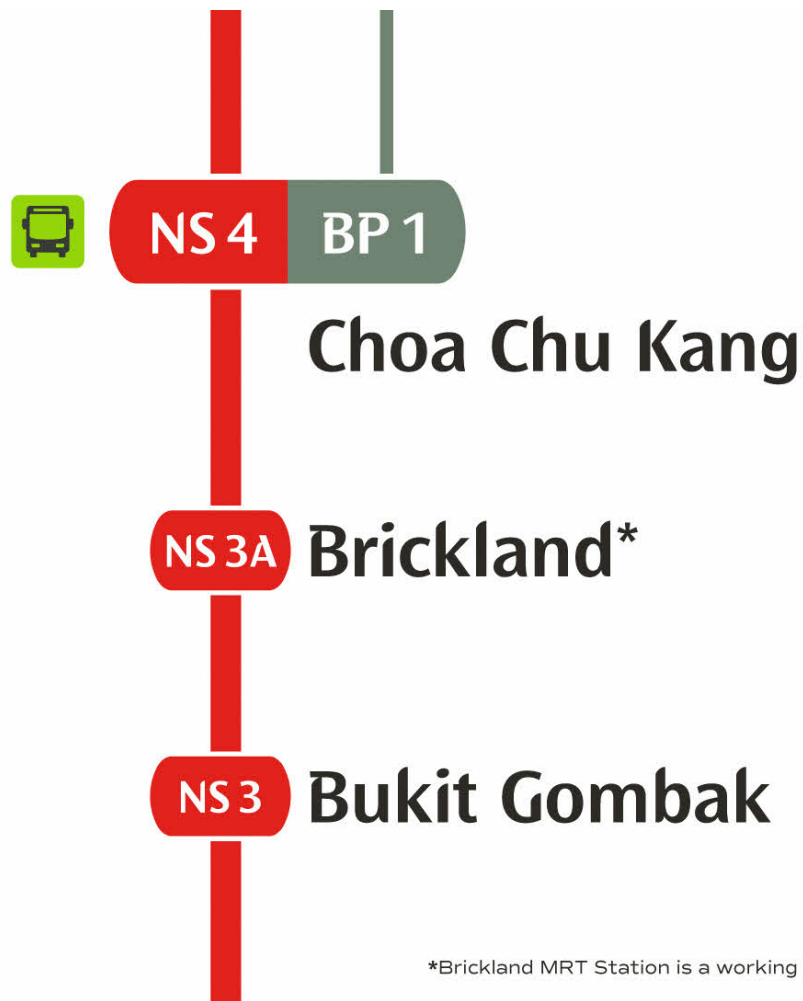 NS 4 BP 1
Choa Chu Kang
NS 3A Brickland*
NS 3 Bukit Gombak
*Brickland MRT Station is a working